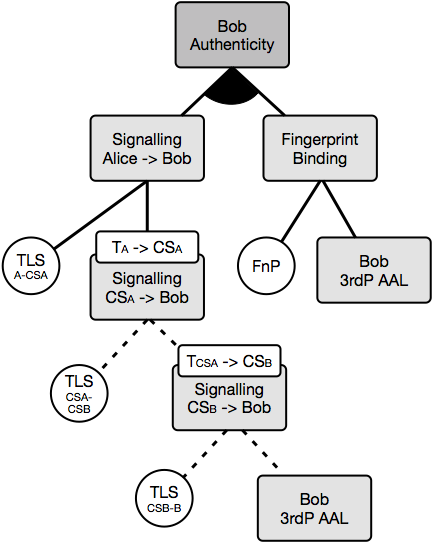 Bob
Authenticity
Signalling
Alice -> Bob
Fingerprint
Binding
TLS
A-CSA
TA -> CSA
Signalling
CSA -> Bob
FnP
Bob
3rdP AAL
TLS
CSA-
CSB
TCSA -> CSB
Signalling
CSB -> Bob
TLS
CSB-B
Bob
3rdP AAL